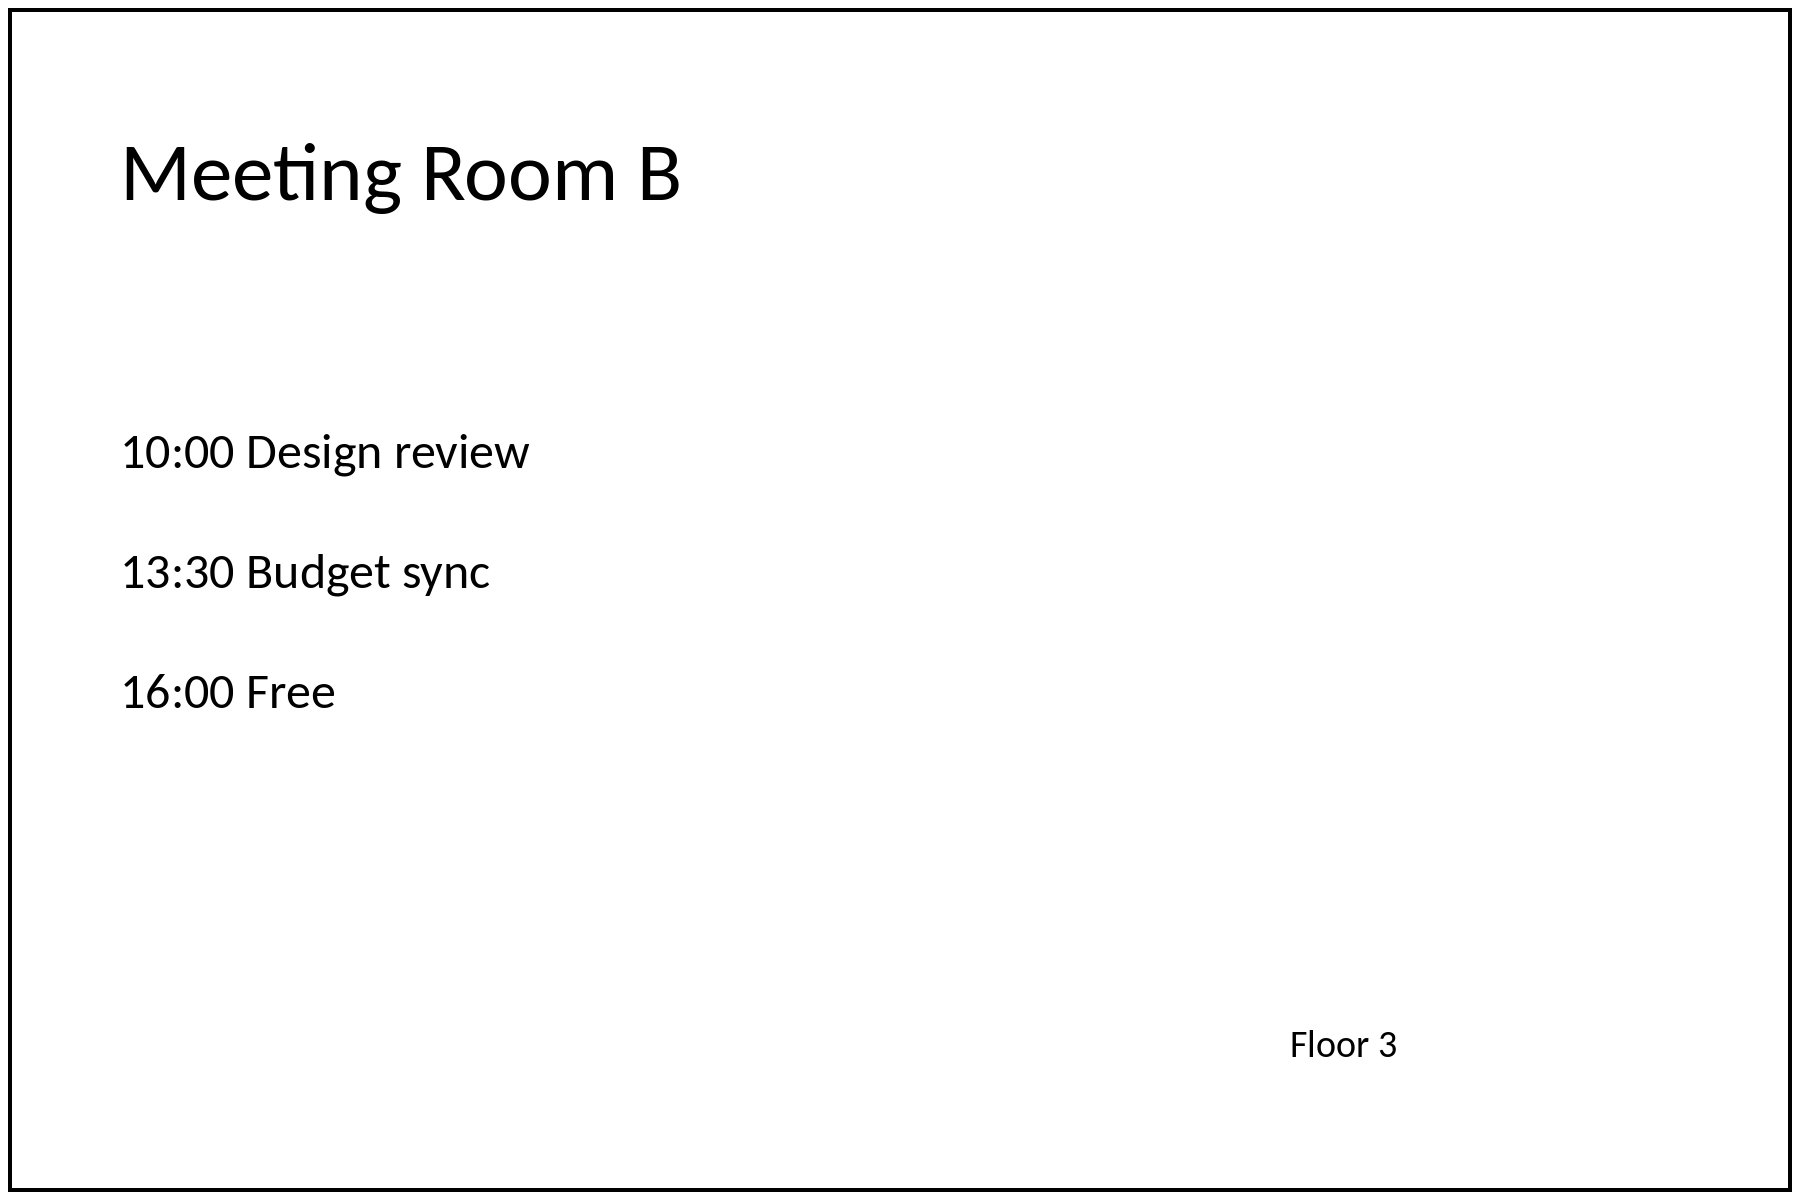 Meeting Room B
10:00 Design review
13:30 Budget sync
16:00 Free
Floor 3